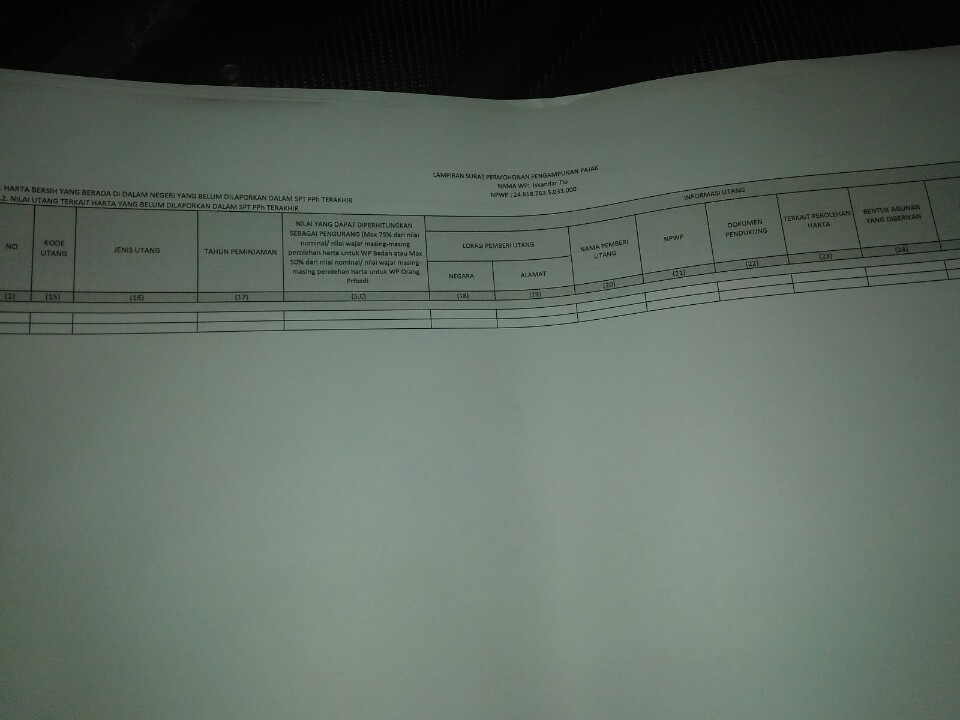 LAMPIRAN SURAT PERMOHONAN PENGAMPUNAN PAJAK
NAMA WP: Iskandar Tio
NPWP : 24.818.763.5.033.000
. HARTA BERSIH YANG BERADA DI DALAM NEGERI YANG BELUM DILAPORKAN DALAM SPT PPh TERAKHIR
.2. NILAI UTANG TERKAIT HARTA YANG BELUM DILAPORKAN DALAM SPT PPh TERAKHIR
INFORMASI UTANG
NO
KODE
UTANG
JENIS UTANG
TAHUN PEMINJAMAN
NILAI YANG DAPAT DIPERHITUNGKAN
SEBAGAI PENGURANG (Max 75% dari nilai
nominal/ nilai wajar masing-masing
perolehan harta untuk WP Badan atau Max
50% dari nilai nominal/ nilai wajar masing-
masing perolehan harta untuk WP Orang
Pribadi)
LOKASI PEMBERI UTANG
NEGARA
ALAMAT
NAMA PEMBERI
UTANG
NPWP
DOKUMEN
PENDUKUNG
TERKAIT PEROLEHAN
HARTA
BENTUK AGUNAN
YANG DIBERIKAN
(1) (15) (16) (17) (5.C) (18) (19) (20) (21) (22) (23) (24)